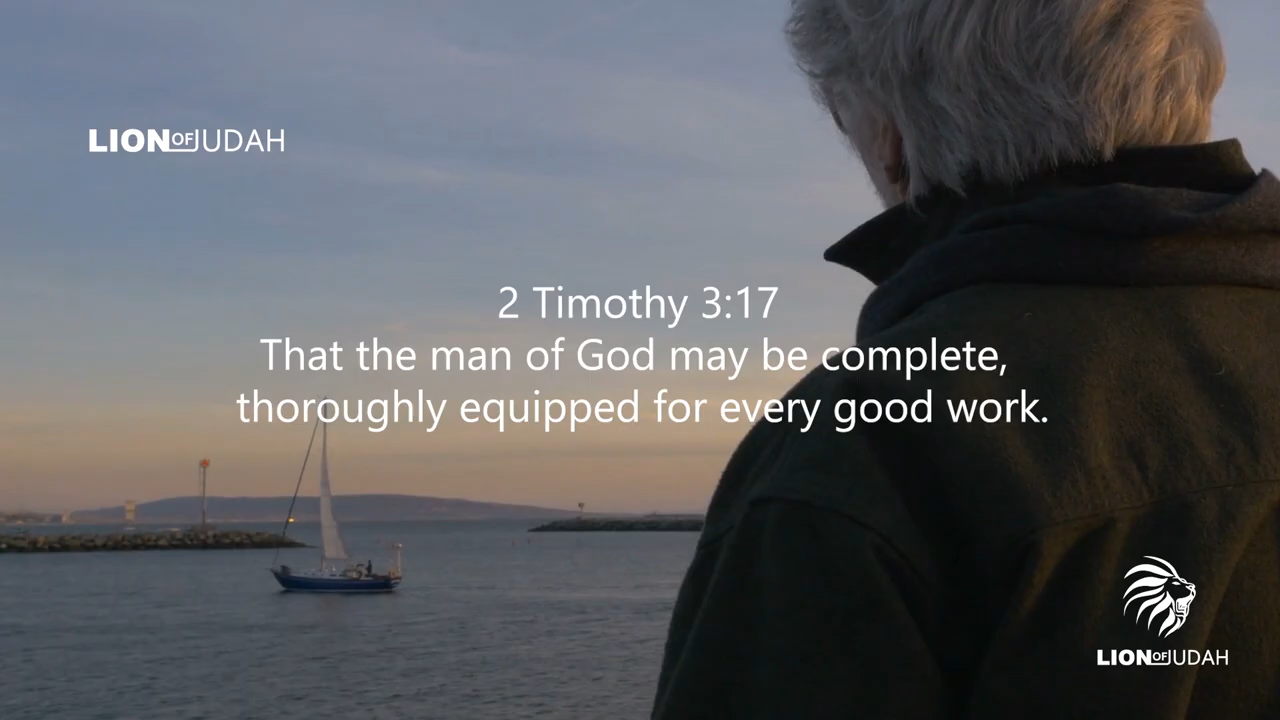 LION OF JUDAH
2 Timothy 3:17
That the man of God may be complete,
thoroughly equipped for every good work.
LION OF JUDAH